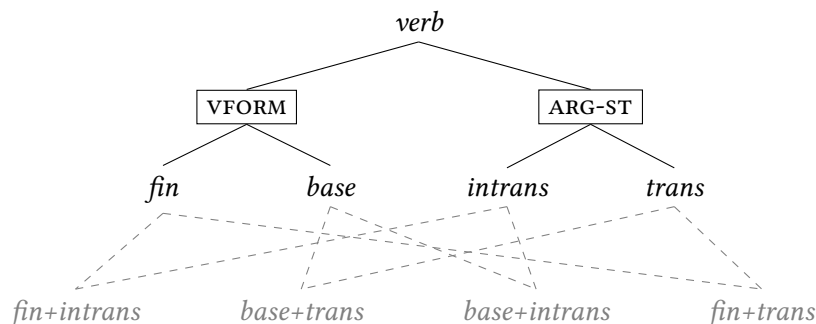 verb
VFORM ARG-ST
fin base intrans trans
fin+intrans base+trans base+intrans fin+trans